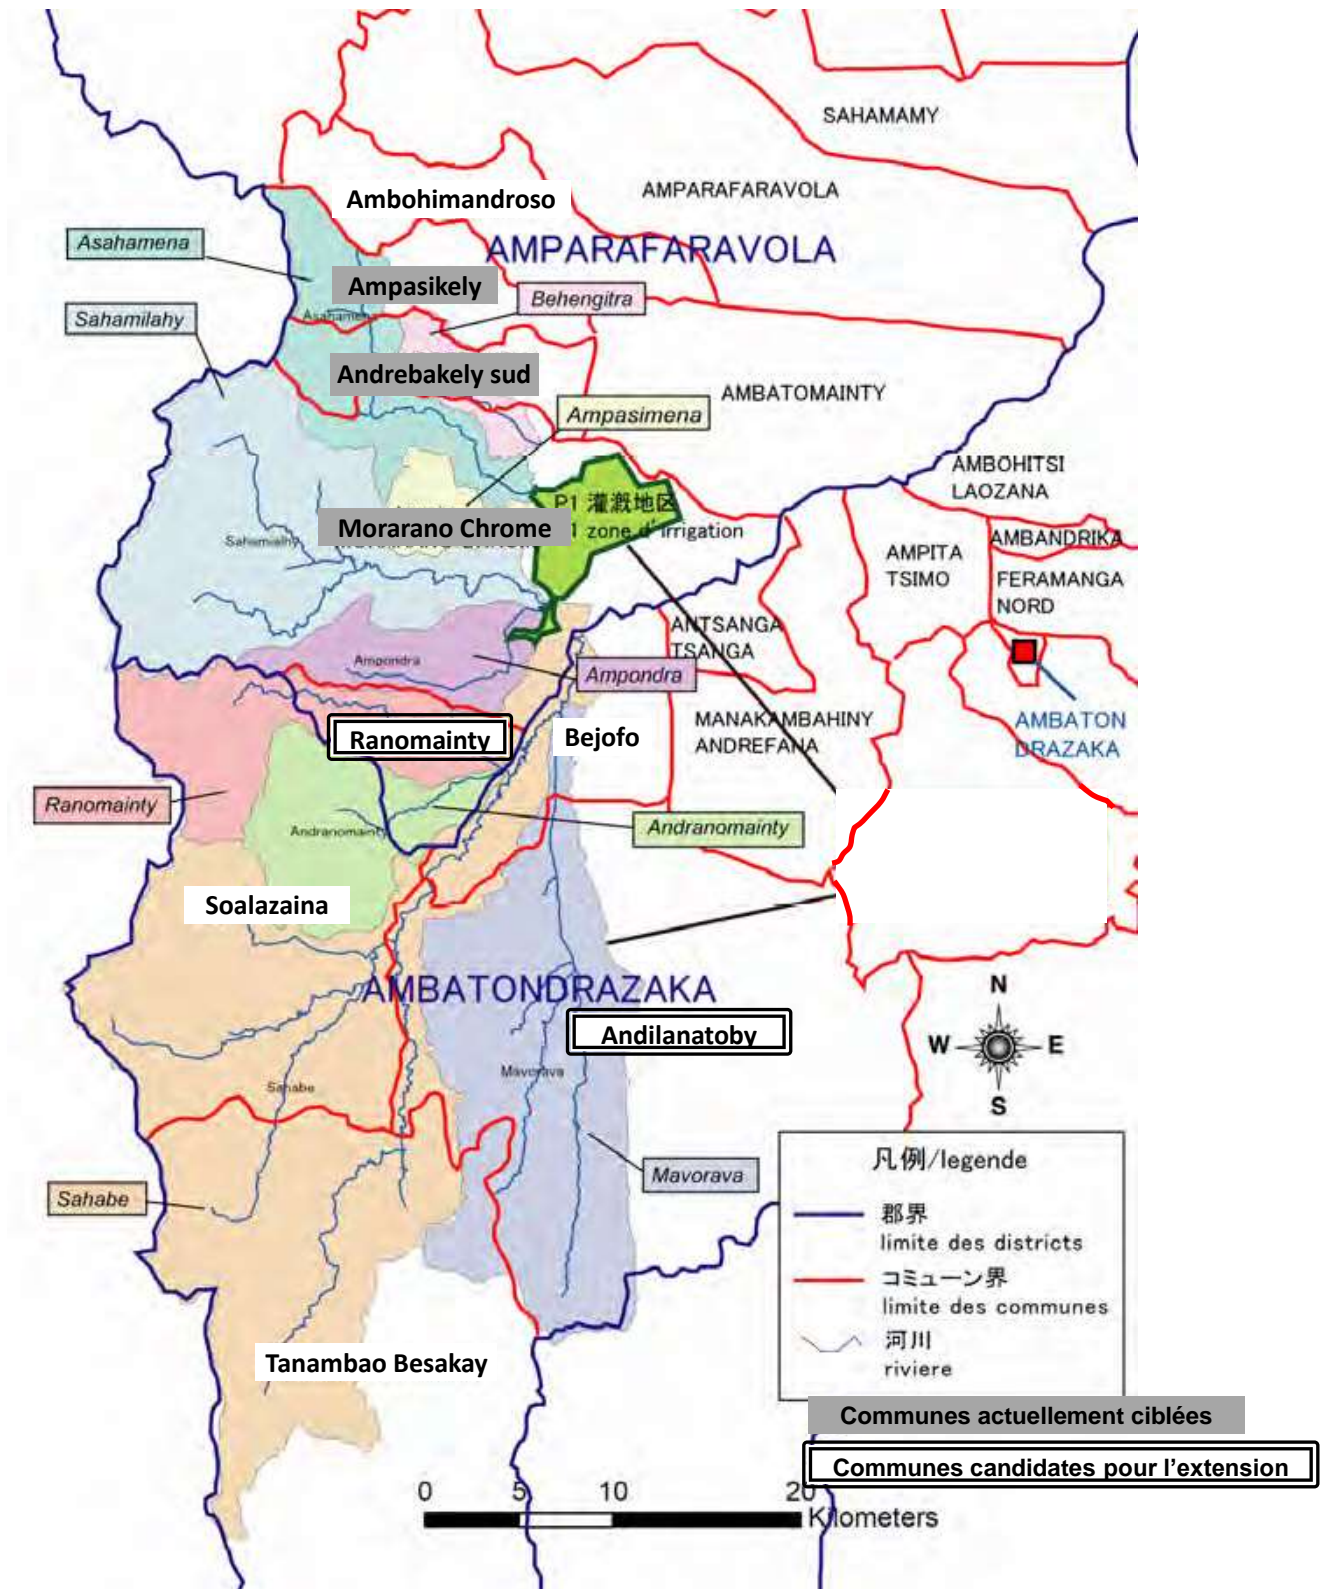 SAHAMAMY
AMPARAFARAVOLA
Ambohimandroso
AMPARAFARAVOLA
Asahamena
Ampasikely
Behengitra
Asahamena
Sahamilahy
Andrebakely sud
AMBATOMAINTY
Ampasimena
AMBOHITSI
LAOZANA
P1 灌漑地区
1 zone d'irrigation
Morarano Chrome
Sahamilahy
AMPITA
TSIMO
AMBANDRIKA
FERAMANGA
NORD
ANTSANGA
TSANGA
Ampondra
Ampondra
MANAKAMBAHINY
ANDREFANA
AMBATON
DRAZAKA
Ranomainty
Bejofo
Ranomainty
Andranomainty
Andranomainty
Soalazaina
AMBATONDRAZAKA
Andilanatoby
N
W
E
S
Mavorava
Sahabe
Mavorava
Sahabe
凡例/legende
郡界
limite des districts
コミューン界
limite des communes
河川
riviere
Tanambao Besakay
Communes actuellement ciblées
Communes candidates pour l'extension
0 5 10 20
Kilometers